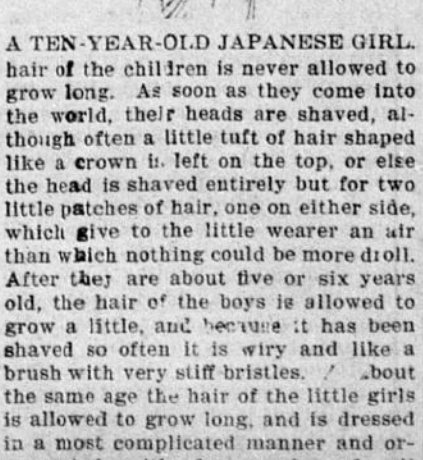 A TEN-YEAR-OLD JAPANESE GIRL.
hair of the children is never allowed to
grow long. As soon as they come into
the world, their heads are shaved, al-
though often a little tuft of hair shaped
like a crown is left on the top, or else
the head is shaved entirely but for two
little patches of hair, one on either side,
which give to the little wearer an air
than which nothing could be more droll.
After they are about five or six years
old, the hair of the boys is allowed to
grow a little, and because it has been
shaved so often it is wiry and like a
brush with very stiff bristles. About
the same age the hair of the little girls
is allowed to grow long, and is dressed
in a most complicated manner and or-